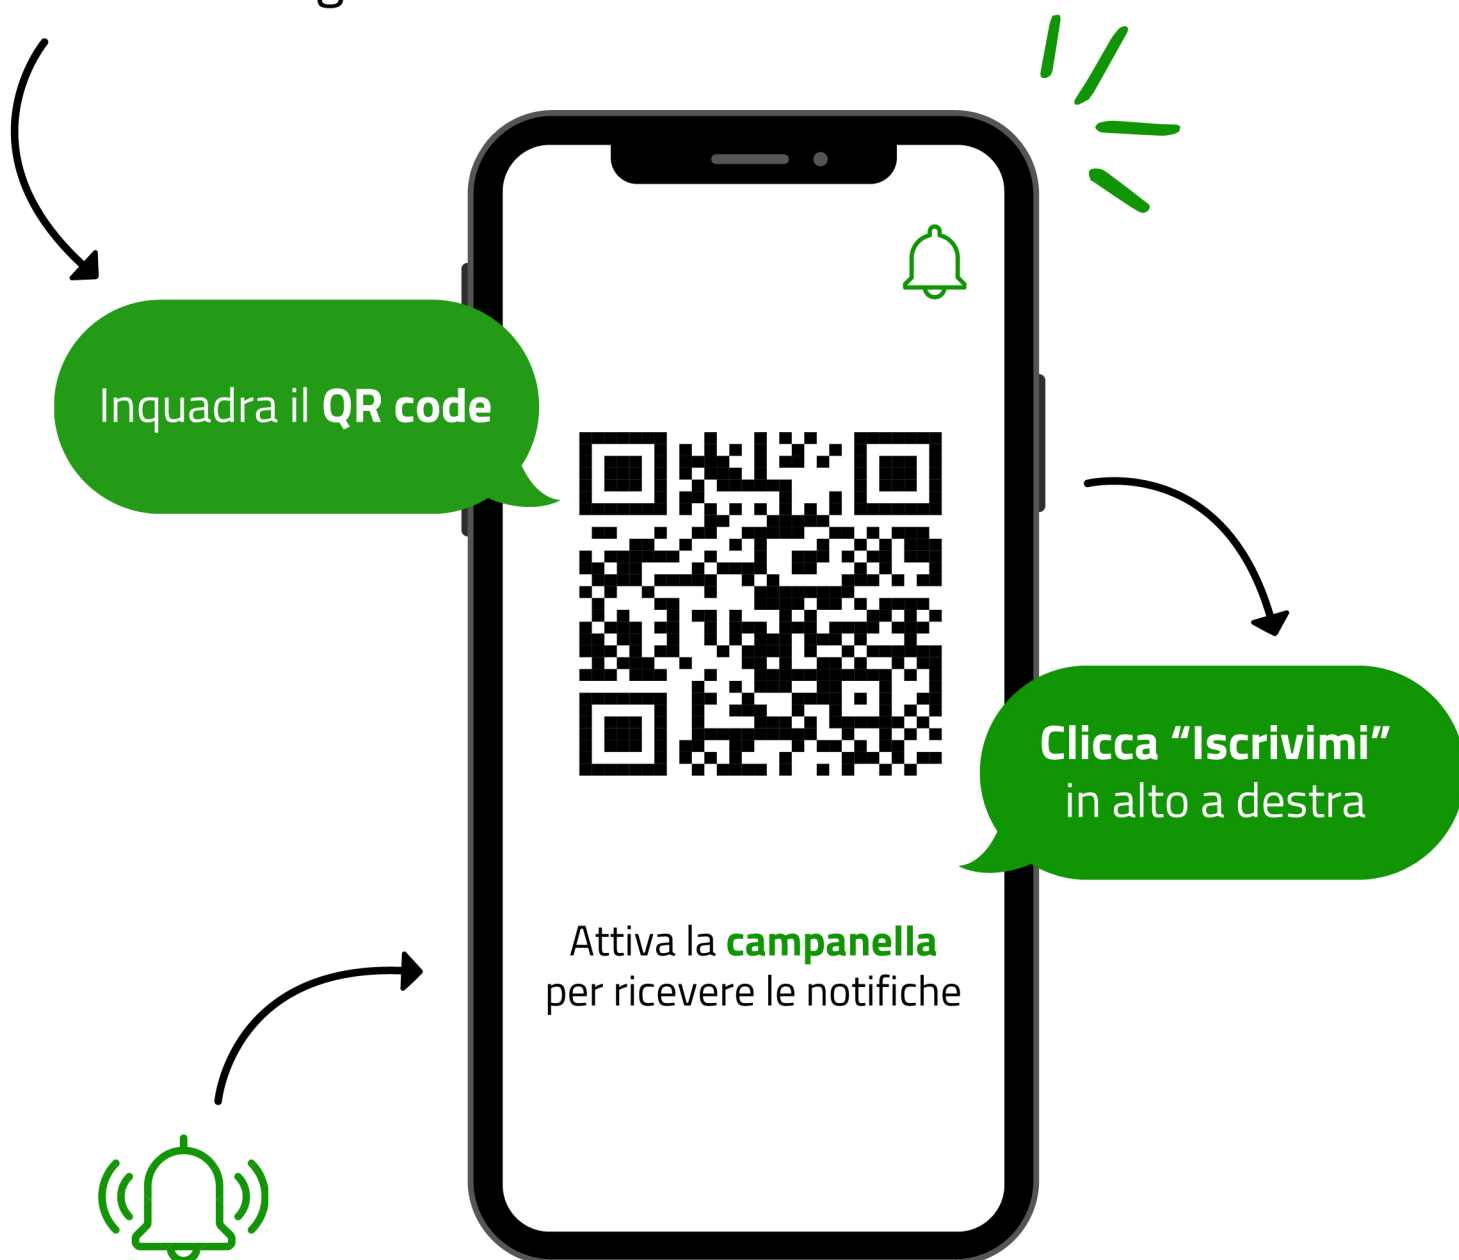 Inquadra il QR code
Clicca “Iscrivimi”
in alto a destra
Attiva la campanella
per ricevere le notifiche